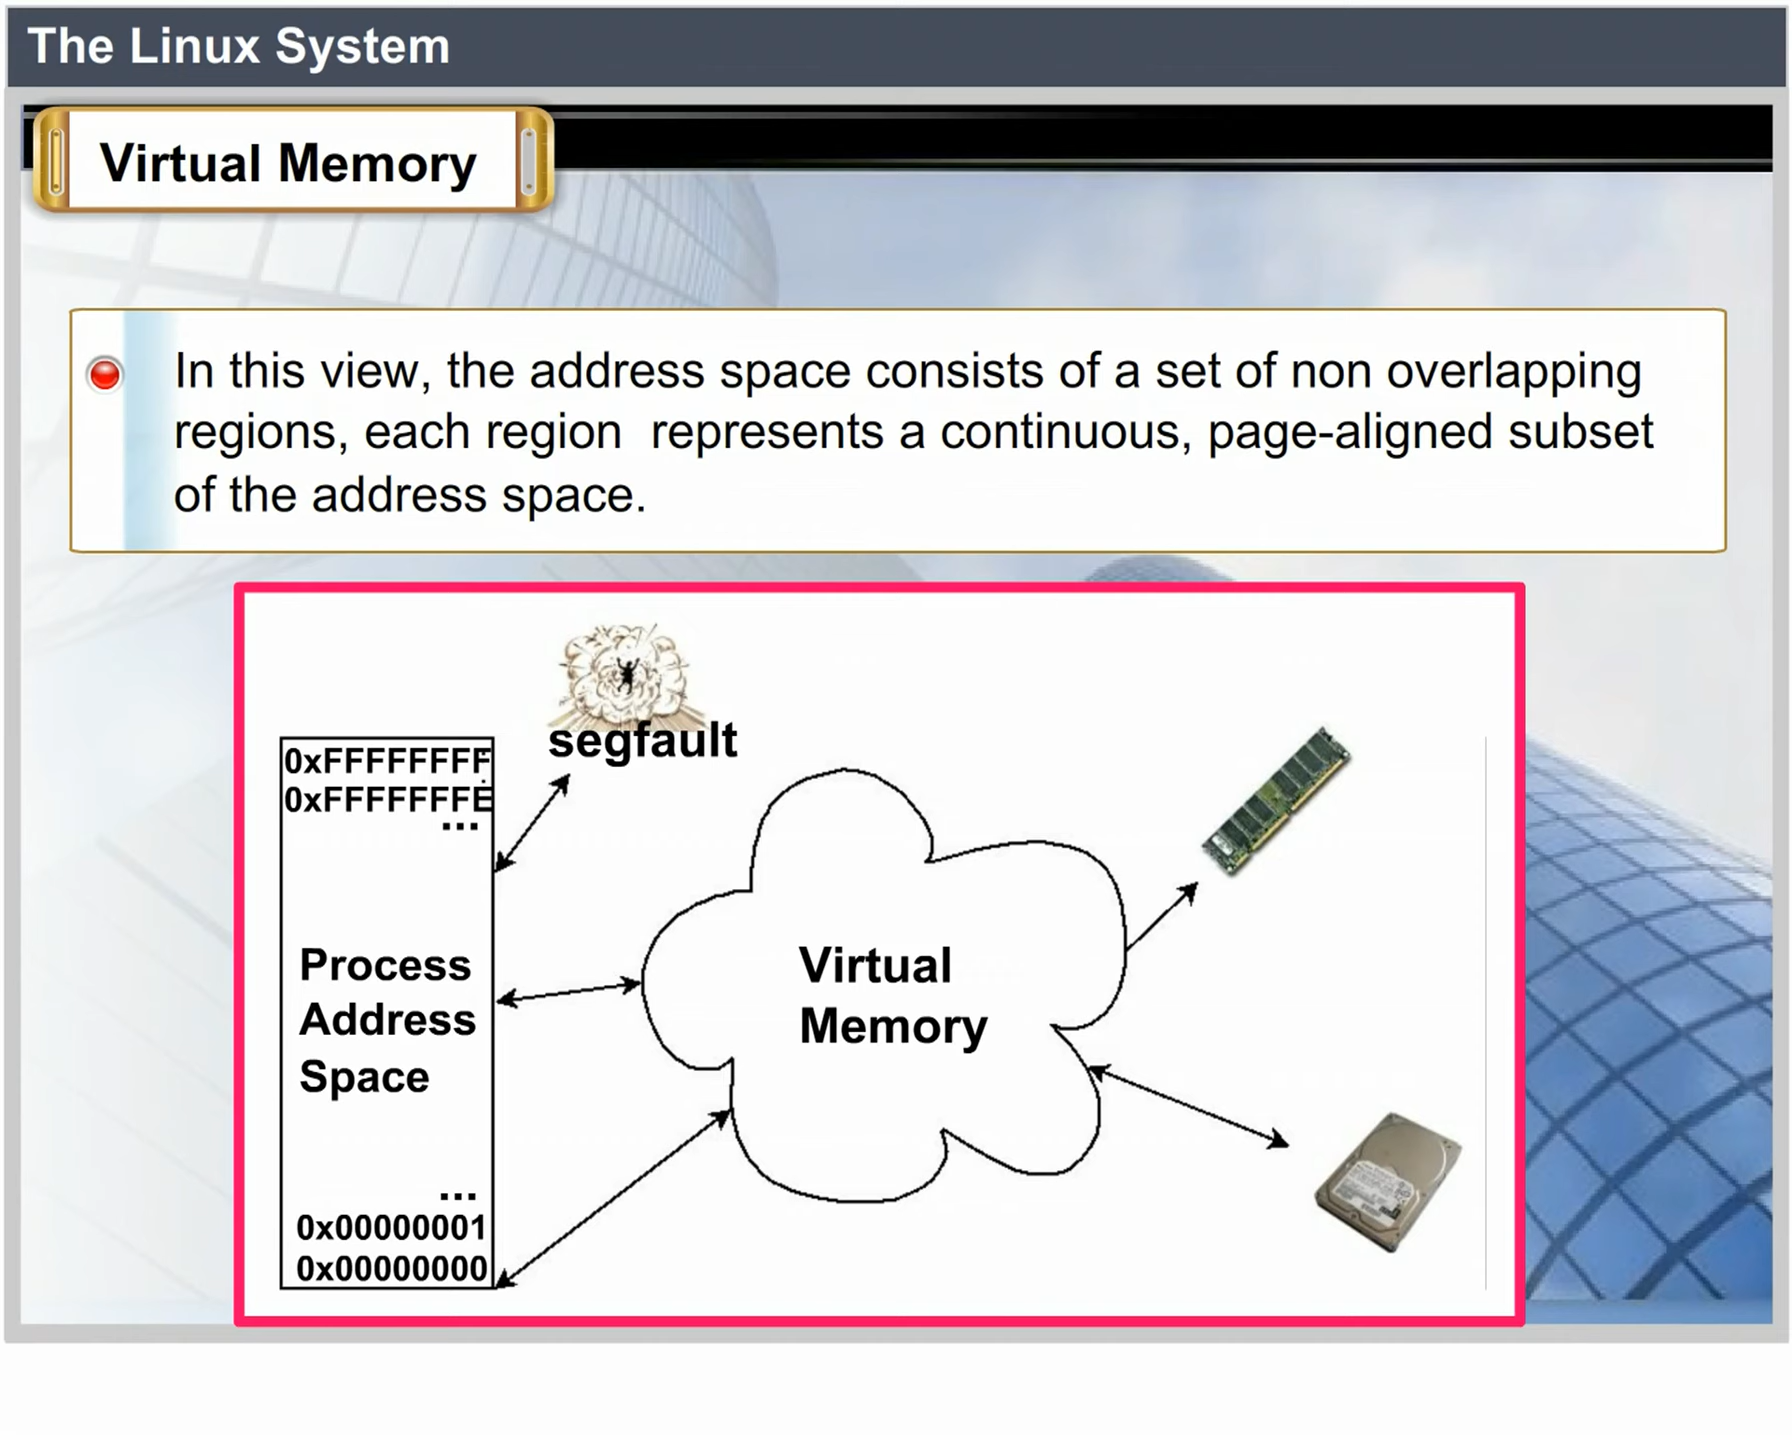 The Linux System
Virtual Memory
In this view, the address space consists of a set of non overlapping
regions, each region represents a continuous, page-aligned subset
of the address space.
segfault
0xFFFFFFFF
0xFFFFFFFE
...
Process
Address
Space
...
0x00000001
0x00000000
Virtual
Memory